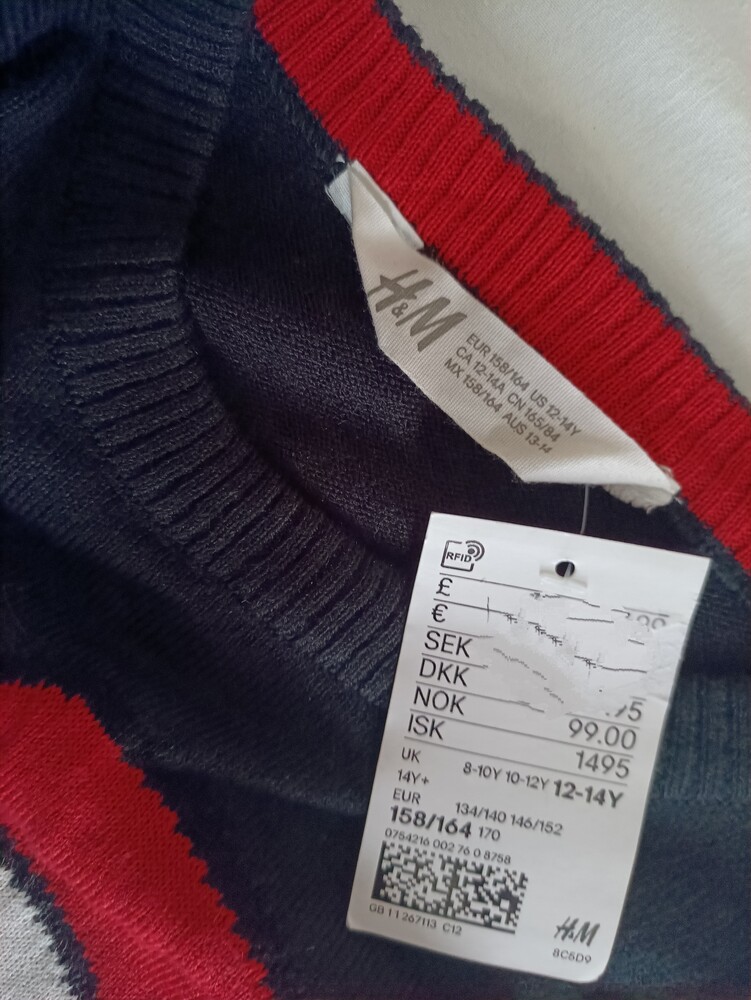 H&M
EUR 158/164 US 12-14Y
CA 12-14A CN 165/84
MX 158/164 AUS 13-14
RFID
£
€
SEK
DKK
NOK 99.00
ISK 1495
UK 8-10Y 10-12Y 12-14Y
14Y+
EUR 134/140 146/152
158/164 170
0754216 002 76 0 8758
GB 1 1 267113 C12
H&M
8C5D9